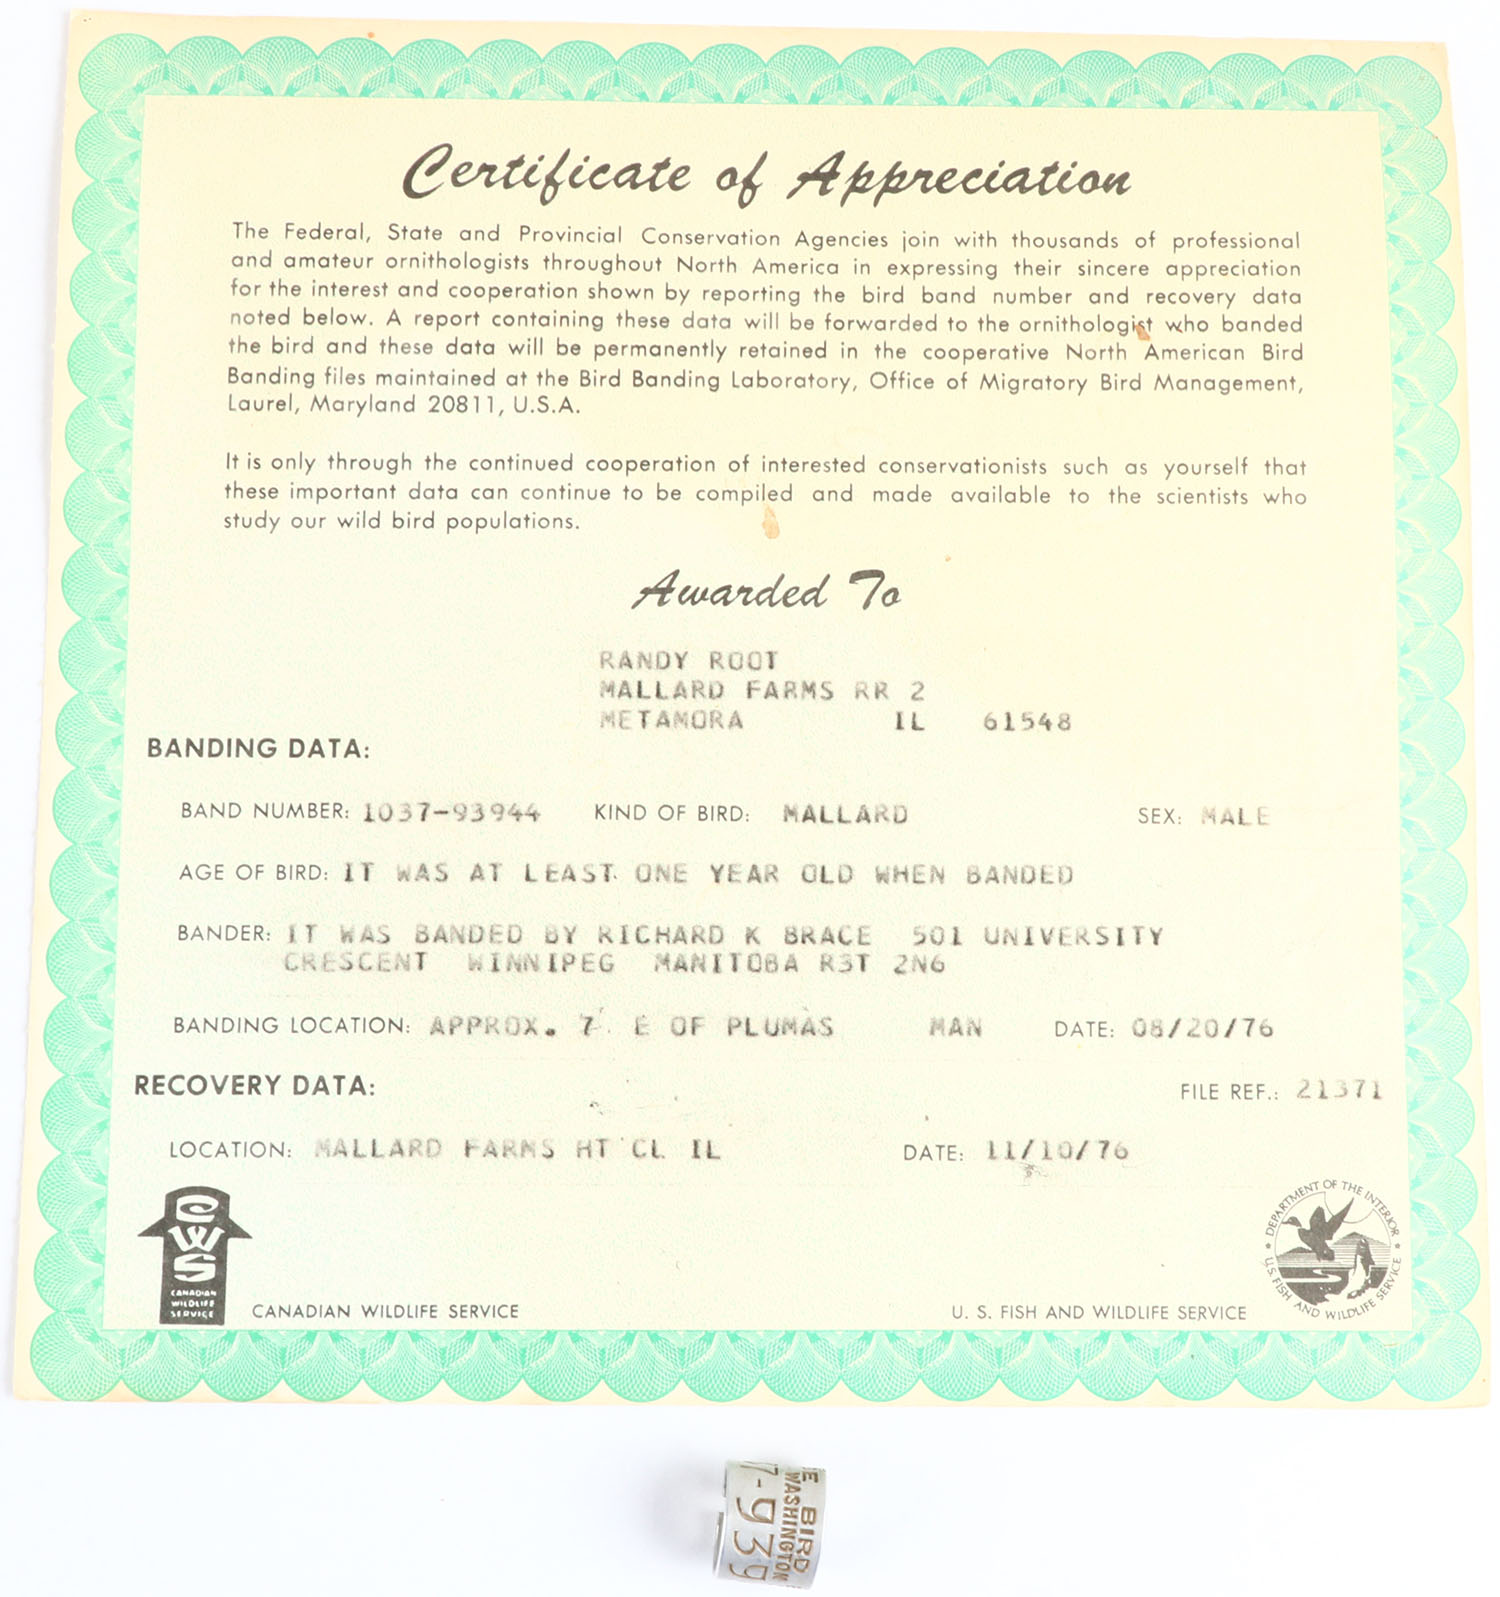 Certificate of Appreciation
The Federal, State and Provincial Conservation Agencies join with thousands of professional
and amateur ornithologists throughout North America in expressing their sincere appreciation
for the interest and cooperation shown by reporting the bird band number and recovery data
noted below. A report containing these data will be forwarded to the ornithologist who banded
the bird and these data will be permanently retained in the cooperative North American Bird
Banding files maintained at the Bird Banding Laboratory, Office of Migratory Bird Management,
Laurel, Maryland 20811, U.S.A.
It is only through the continued cooperation of interested conservationists such as yourself that
these important data can continue to be compiled and made available to the scientists who
study our wild bird populations.
Awarded To
RANDY ROOT
MALLARD FARMS RR 2
METAMORA IL 61548
BANDING DATA:
BAND NUMBER: 1037-93944 KIND OF BIRD: MALLARD SEX: MALE
AGE OF BIRD: IT WAS AT LEAST ONE YEAR OLD WHEN BANDED
BANDER: IT WAS BANDED BY RICHARD K BRACE 501 UNIVERSITY
CRESCENT WINNIPEG MANITOBA R3T 2N6
BANDING LOCATION: APPROX. 7 E OF PLUMAS MAN DATE: 08/20/76
RECOVERY DATA: FILE REF.: 21371
LOCATION: MALLARD FARMS HT CL IL DATE: 11/10/76
CWS
CANADIAN
WILDLIFE
SERVICE
CANADIAN WILDLIFE SERVICE
U. S. FISH AND WILDLIFE SERVICE
DEPARTMENT OF THE INTERIOR
U.S. FISH AND WILDLIFE SERVICE
BIRD
WASHINGTON
7-939